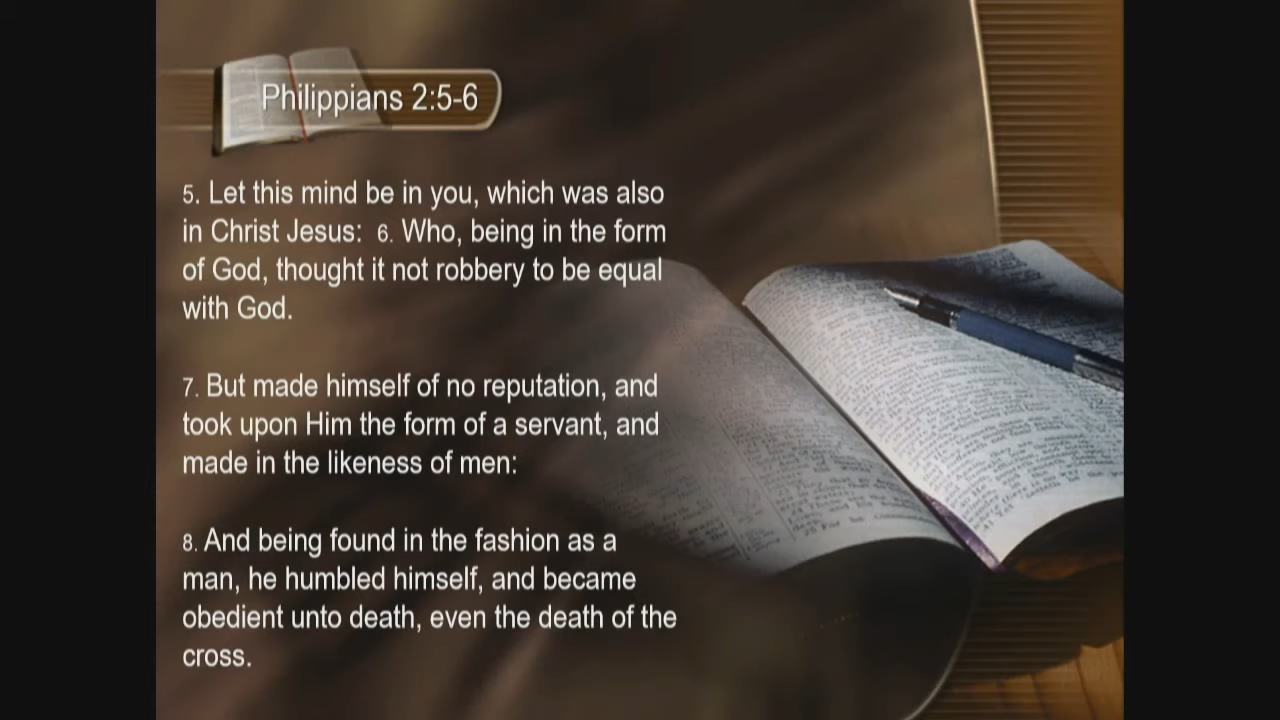 Philippians 2:5-6
5. Let this mind be in you, which was also
in Christ Jesus: 6. Who, being in the form
of God, thought it not robbery to be equal
with God.
7. But made himself of no reputation, and
took upon Him the form of a servant, and
made in the likeness of men:
8. And being found in the fashion as a
man, he humbled himself, and became
obedient unto death, even the death of the
cross.